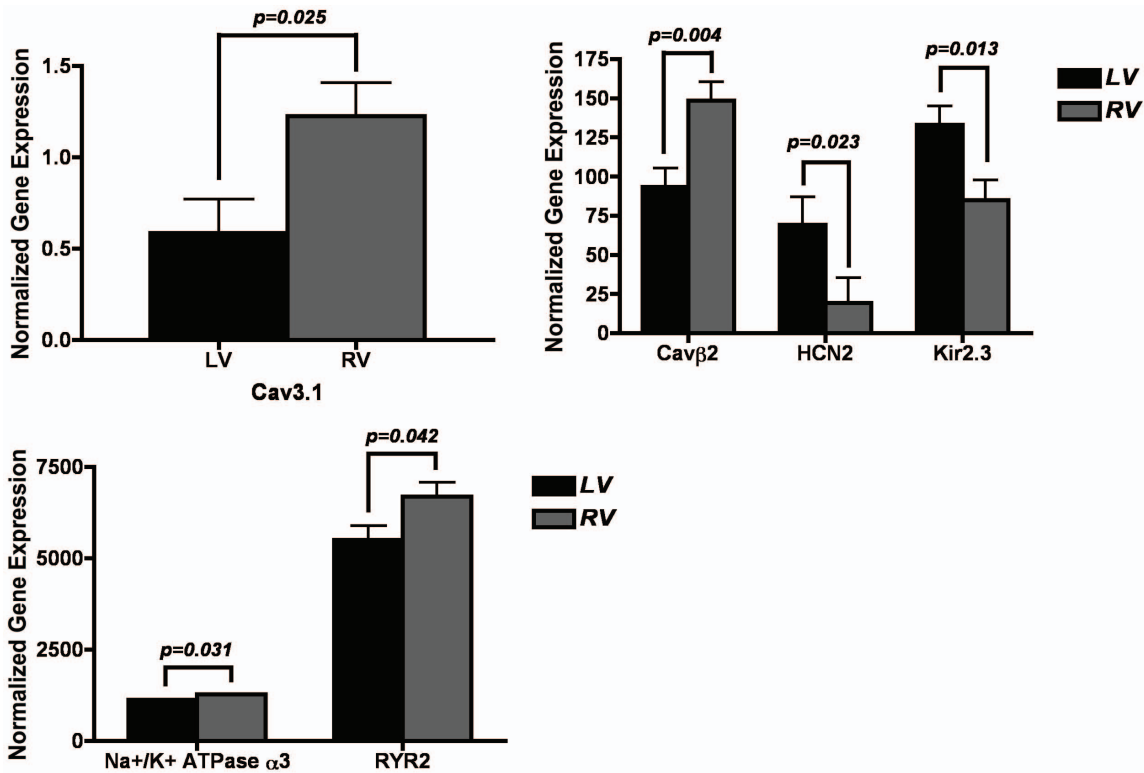 p=0.025
Normalized Gene Expression
1.5
1.0
0.5
0.0
LV
RV
Cav3.1
p=0.004
p=0.013
p=0.023
Normalized Gene Expression
175
150
125
100
75
50
25
0
Cavβ2
HCN2
Kir2.3
LV
RV
p=0.042
p=0.031
Normalized Gene Expression
7500
5000
2500
0
Na+/K+ ATPase α3
RYR2
LV
RV